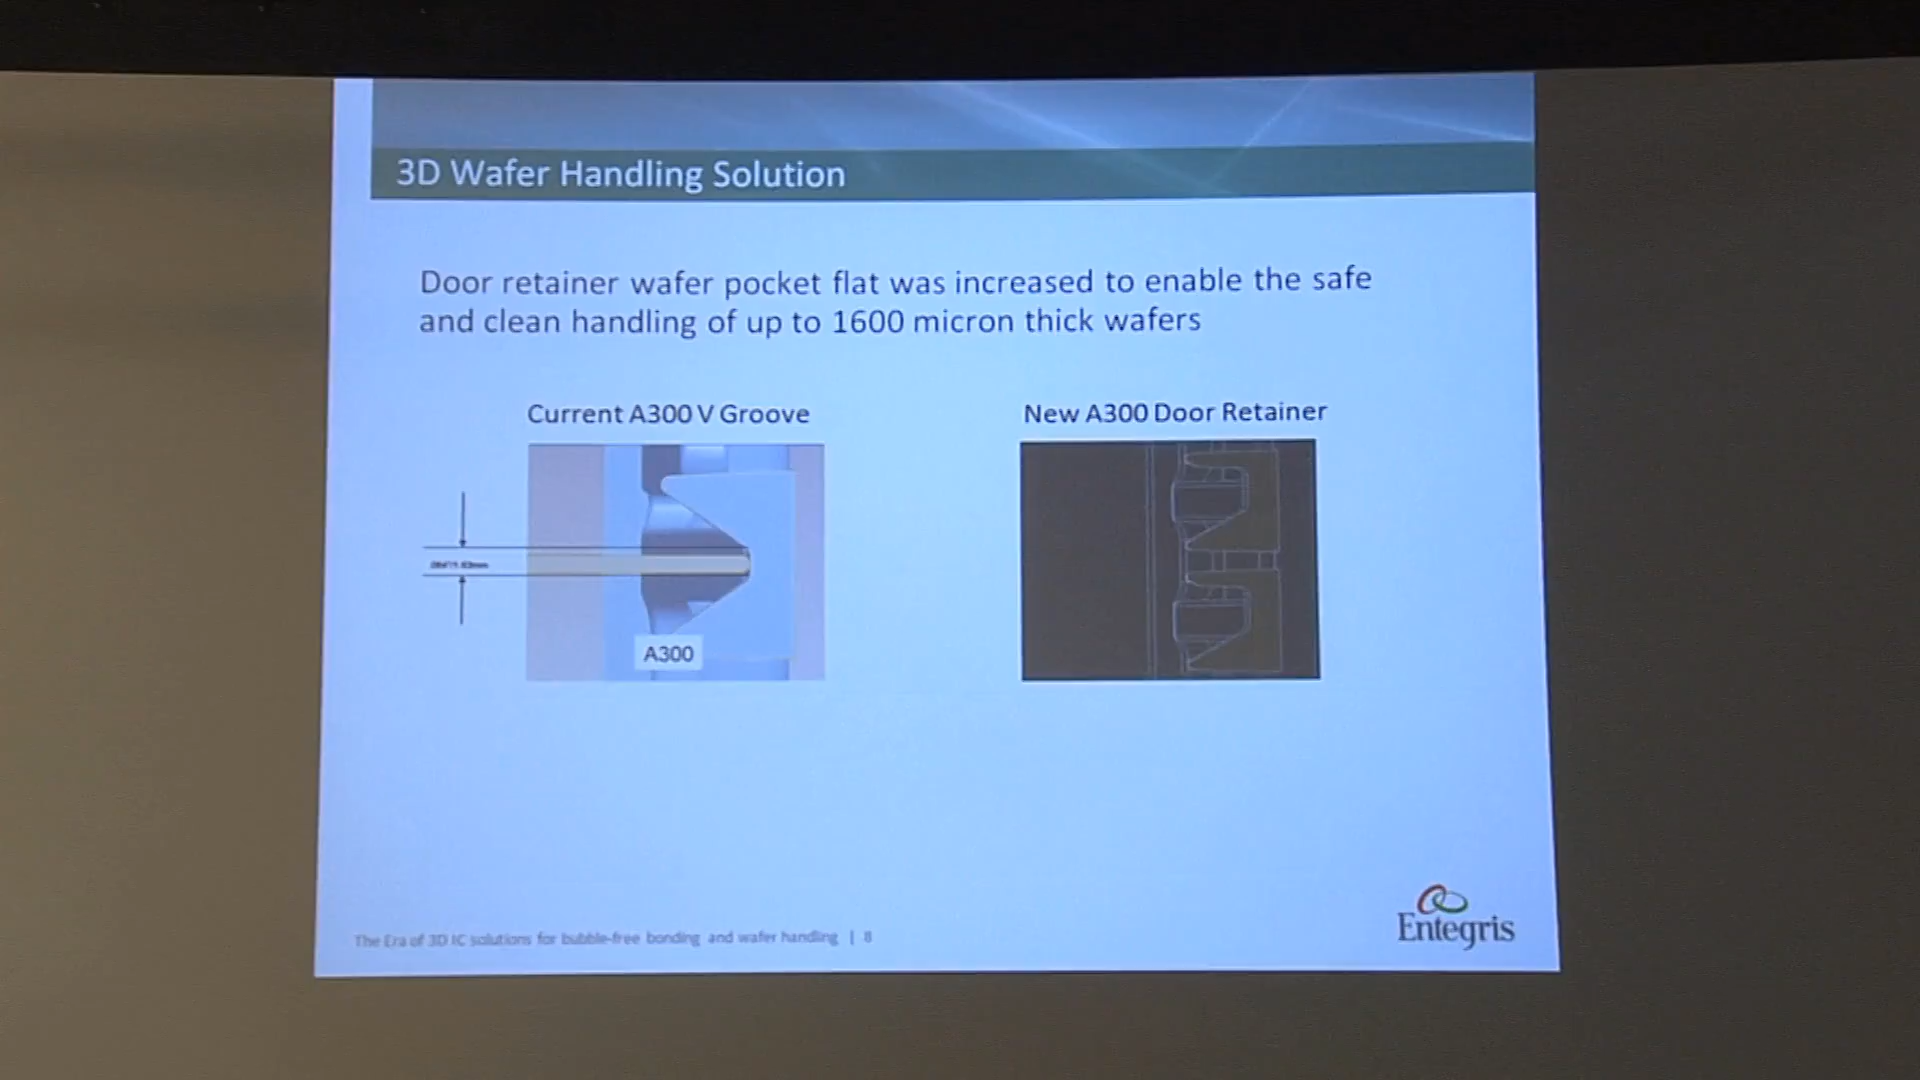 3D Wafer Handling Solution
Door retainer wafer pocket flat was increased to enable the safe
and clean handling of up to 1600 micron thick wafers
Current A300 V Groove
New A300 Door Retainer
A300
The Era of 3D IC solutions for bubble-free bonding and wafer handling | 8
Entegris